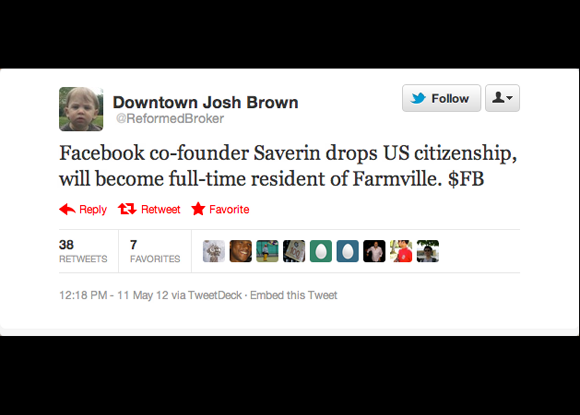 Downtown Josh Brown
@ReformedBroker
Follow
Facebook co-founder Saverin drops US citizenship,
will become full-time resident of Farmville. $FB
Reply Retweet Favorite
38 7
RETWEETS FAVORITES
12:18 PM - 11 May 12 via TweetDeck · Embed this Tweet